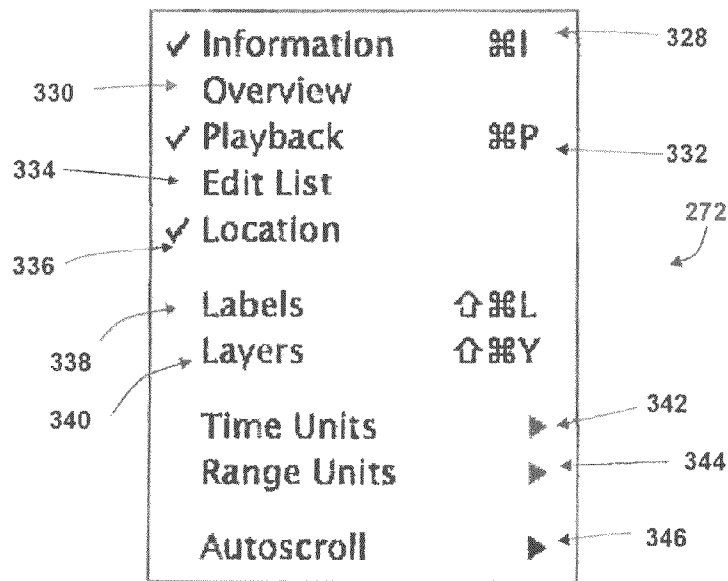 ✓ Information ⌘I 328
330 Overview
✓ Playback ⌘P 332
334 Edit List
272
✓ Location
336
Labels ⇧⌘L
338
Layers ⇧⌘Y
340
Time Units ▶ 342
Range Units ▶ 344
Autoscroll ▶ 346